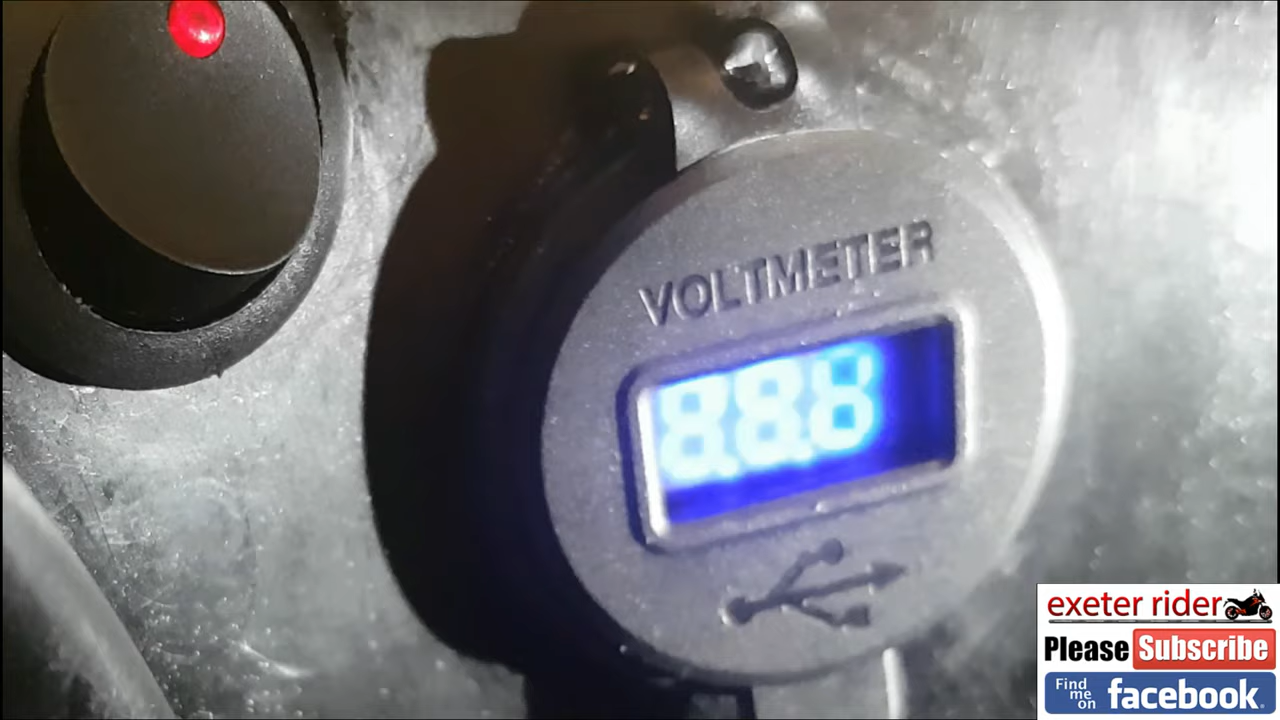 VOLTMETER
8.8.8
exeter rider
Please Subscribe
Find me on facebook.